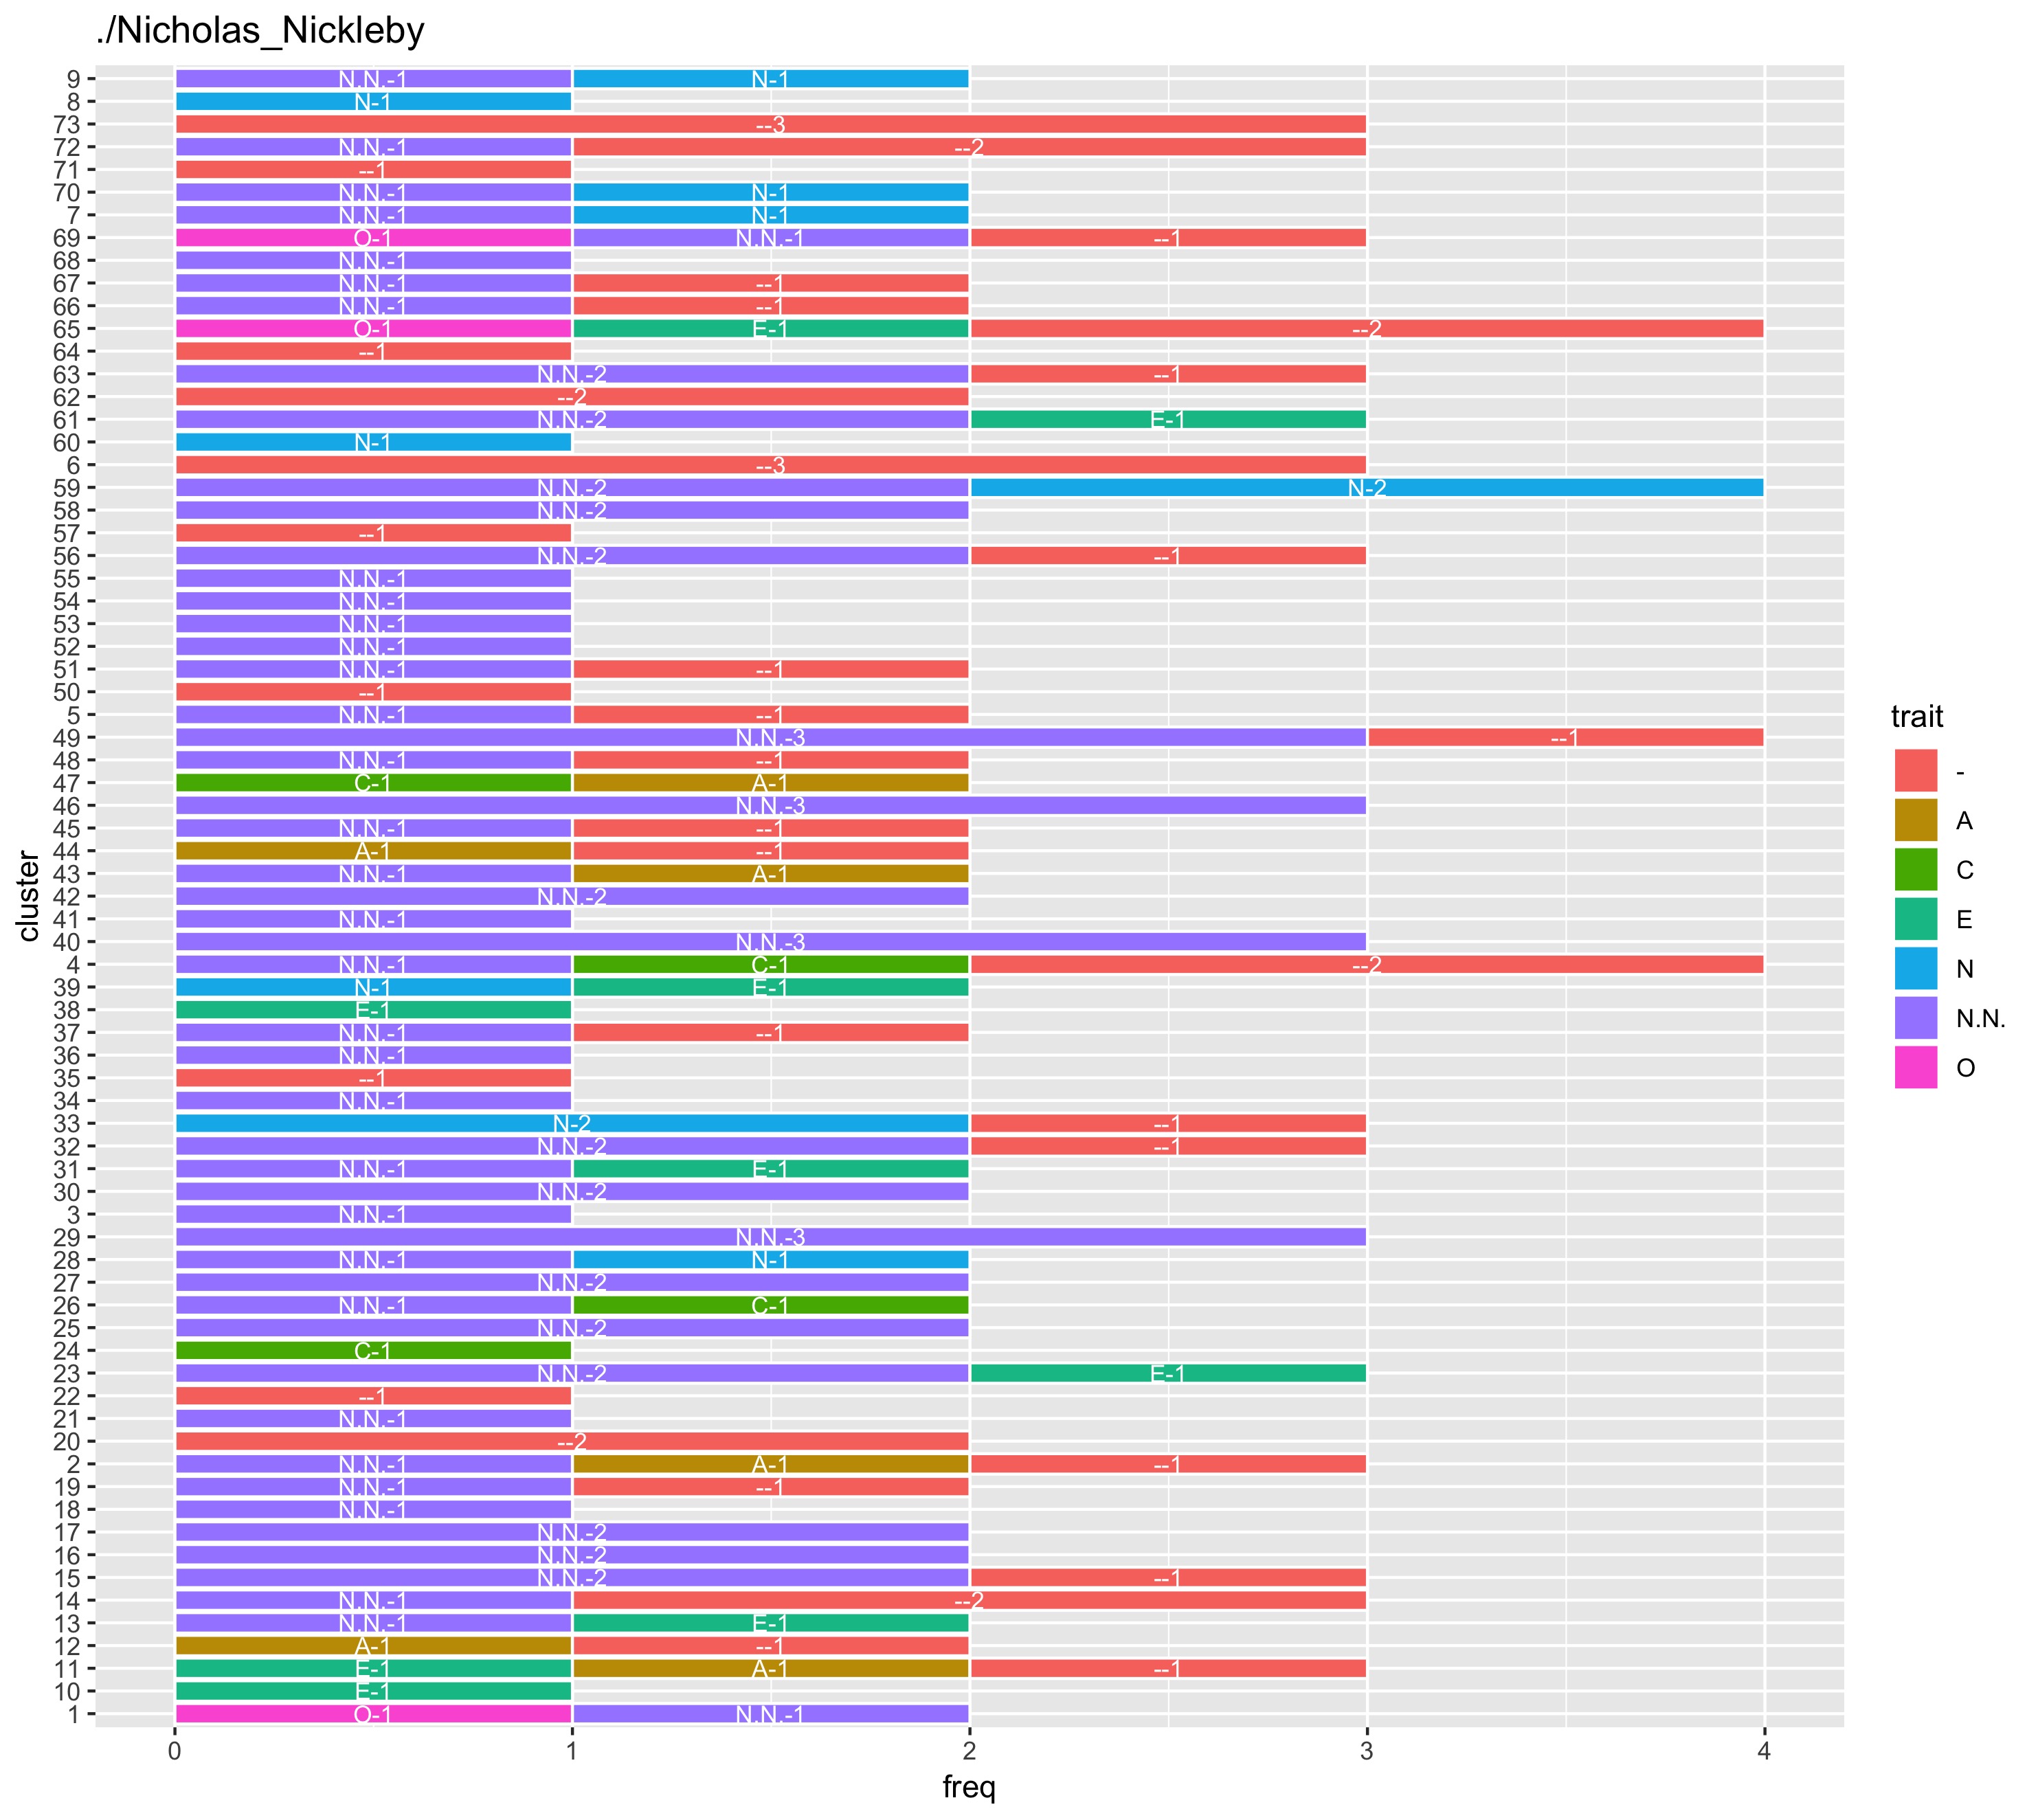 ./Nicholas_Nickleby
9 N.N.-1 N-1
8 N-1
73 --3
72 N.N.-1 --2
71 --1
70 N.N.-1 N-1
7 N.N.-1 N-1
69 O-1 N.N.-1 --1
68 N.N.-1
67 N.N.-1 --1
66 N.N.-1 --1
65 O-1 E-1 --2
64 --1
63 N.N.-2 --1
62 --2
61 N.N.-2 E-1
60 N-1
6 --3
59 N.N.-2 N-2
58 N.N.-2
57 --1
56 N.N.-2 --1
55 N.N.-1
54 N.N.-1
53 N.N.-1
52 N.N.-1
51 N.N.-1 --1
50 --1
5 N.N.-1 --1
49 N.N.-3 --1
48 N.N.-1 --1
47 C-1 A-1
46 N.N.-3
45 N.N.-1 --1
44 A-1 --1
43 N.N.-1 A-1
42 N.N.-2
41 N.N.-1
40 N.N.-3
4 N.N.-1 C-1 --2
39 N-1 E-1
38 E-1
37 N.N.-1 --1
36 N.N.-1
35 --1
34 N.N.-1
33 N-2 --1
32 N.N.-2 --1
31 N.N.-1 E-1
30 N.N.-2
3 N.N.-1
29 N.N.-3
28 N.N.-1 N-1
27 N.N.-2
26 N.N.-1 C-1
25 N.N.-2
24 C-1
23 N.N.-2 E-1
22 --1
21 N.N.-1
20 --2
2 N.N.-1 A-1 --1
19 N.N.-1 --1
18 N.N.-1
17 N.N.-2
16 N.N.-2
15 N.N.-2 --1
14 N.N.-1 --2
13 N.N.-1 E-1
12 A-1 --1
11 E-1 A-1 --1
10 E-1
1 O-1 N.N.-1
0 1 2 3 4
freq
cluster
trait
-
A
C
E
N
N.N.
O